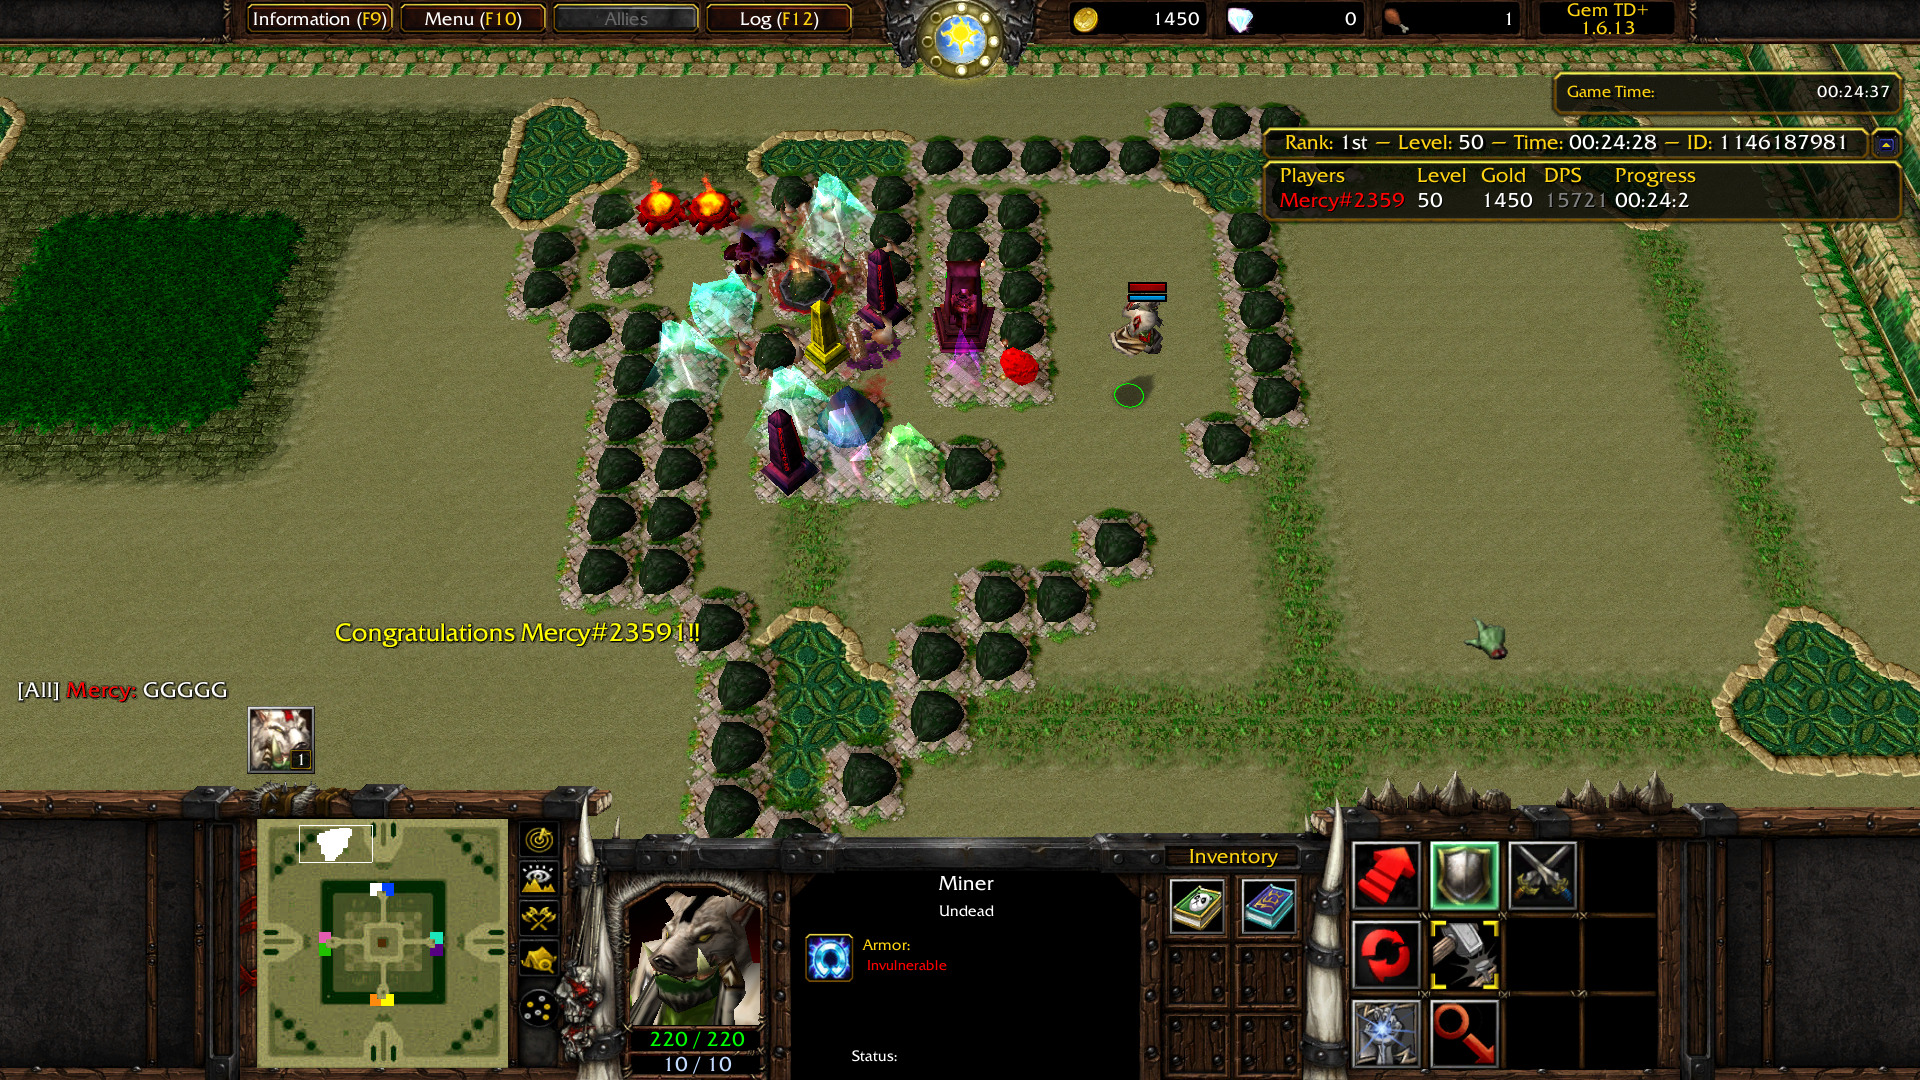 Information (F9)
Menu (F10)
Allies
Log (F12)
1450
0
1
Gem TD+
1.6.13
Game Time: 00:24:37
Rank: 1st – Level: 50 – Time: 00:24:28 – ID: 1146187981
Players Level Gold DPS Progress
Mercy#2359 50 1450 15721 00:24:2
Congratulations Mercy#23591!!
[All] Mercy: GGGGG
1
Miner
Undead
Armor:
Invulnerable
Status:
220 / 220
10 / 10
Inventory